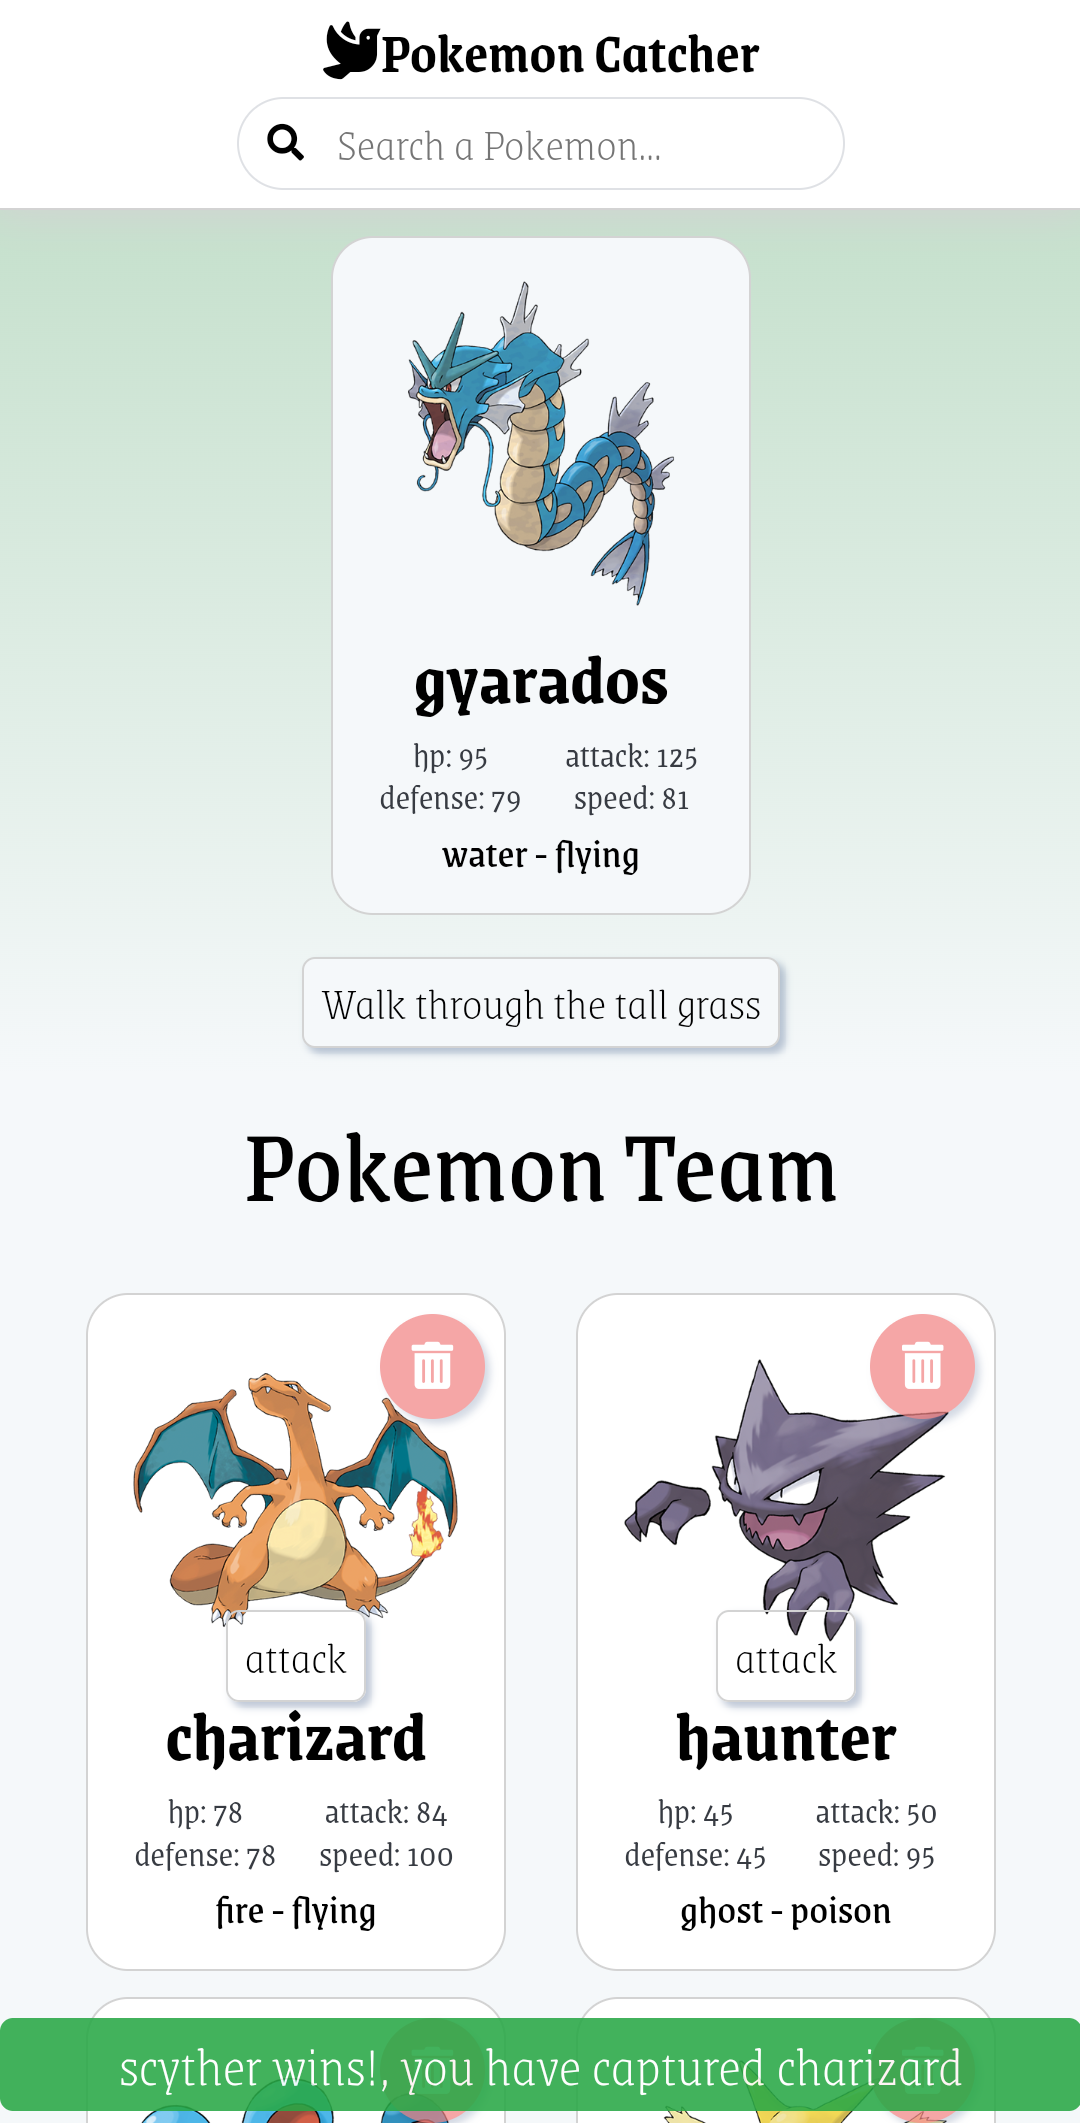 Pokemon Catcher
Search a Pokemon...
gyarados
hp: 95 attack: 125
defense: 79 speed: 81
water - flying
Walk through the tall grass
Pokemon Team
attack
charizard
hp: 78 attack: 84
defense: 78 speed: 100
fire - flying
attack
haunter
hp: 45 attack: 50
defense: 45 speed: 95
ghost - poison
scyther wins!, you have captured charizard